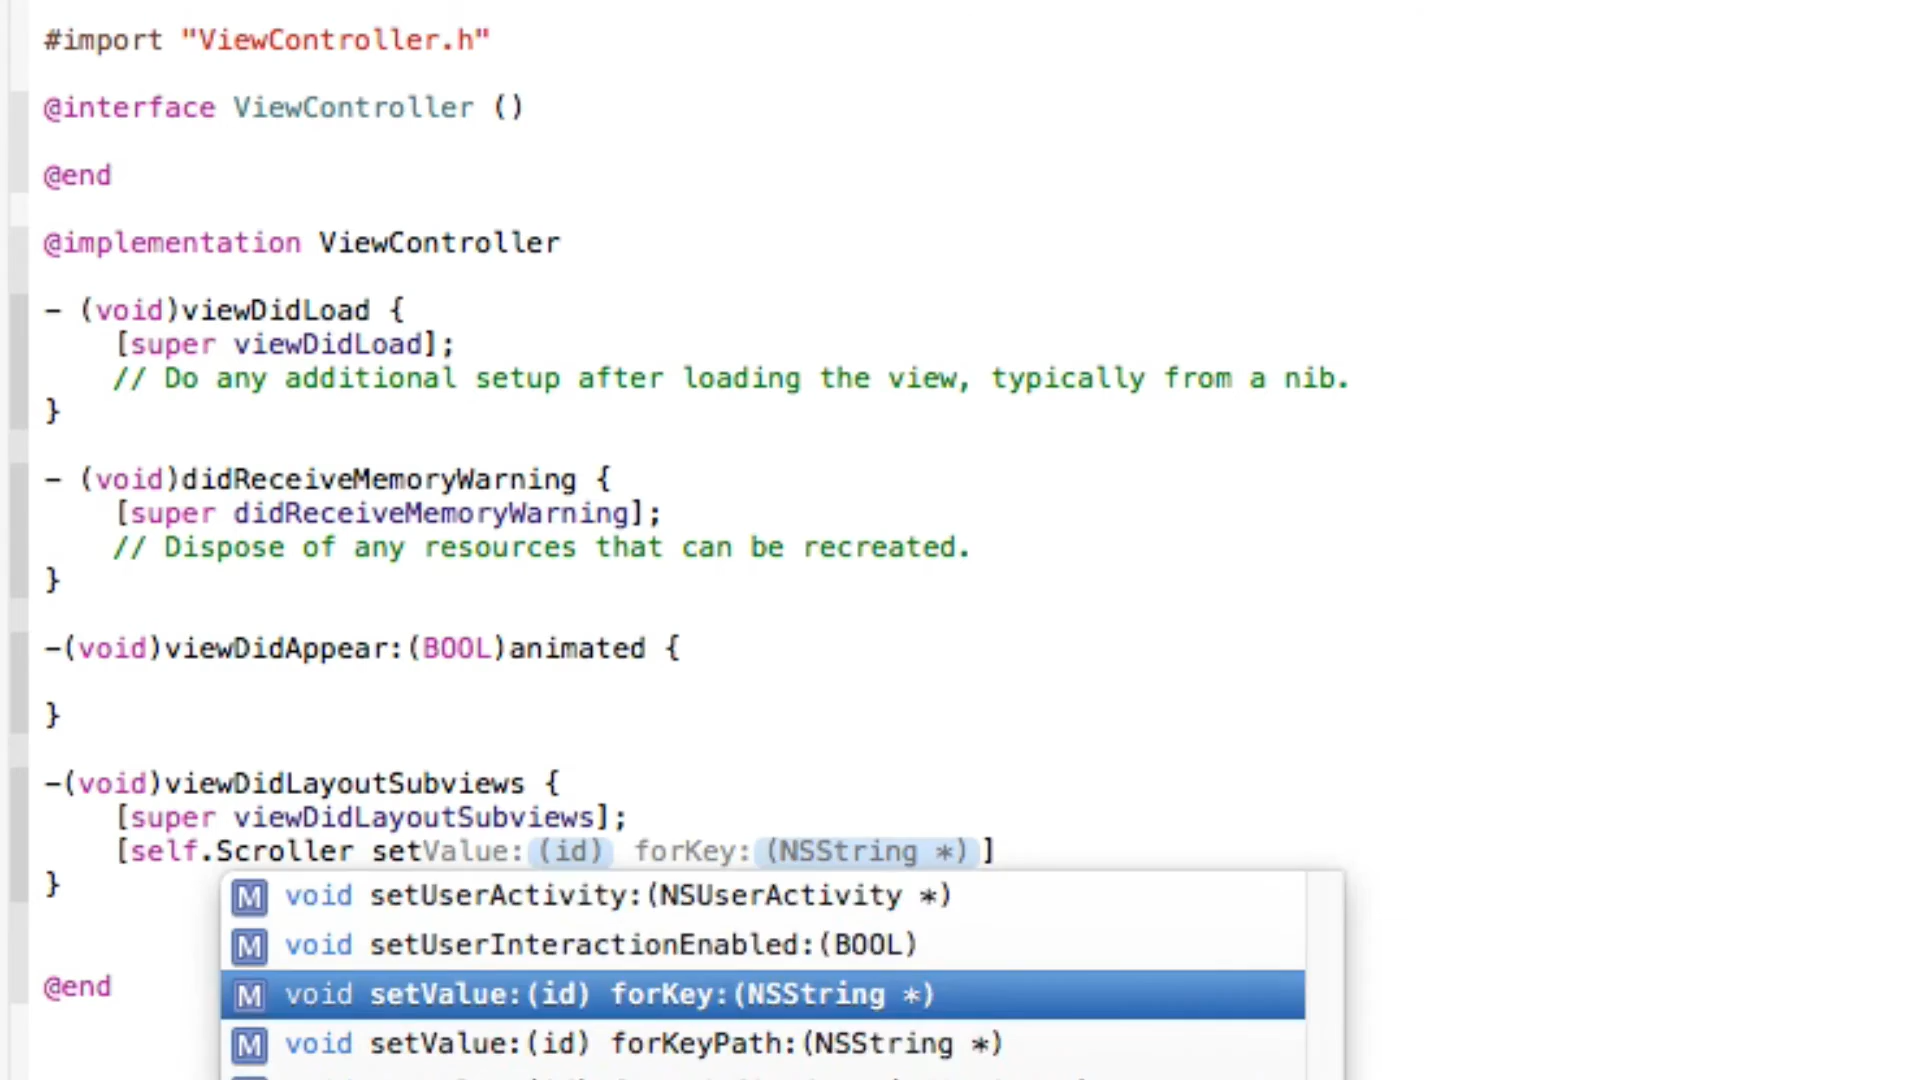 #import "ViewController.h"
@interface ViewController ()
@end
@implementation ViewController
- (void)viewDidLoad {
[super viewDidLoad];
// Do any additional setup after loading the view, typically from a nib.
}
- (void)didReceiveMemoryWarning {
[super didReceiveMemoryWarning];
// Dispose of any resources that can be recreated.
}
-(void)viewDidAppear:(BOOL)animated {
}
-(void)viewDidLayoutSubviews {
[super viewDidLayoutSubviews];
[self.Scroller setValue:(id) forKey:(NSString *)]
}
M void setUserActivity:(NSUserActivity *)
M void setUserInteractionEnabled:(BOOL)
@end
M void setValue:(id) forKey:(NSString *)
M void setValue:(id) forKeyPath:(NSString *)